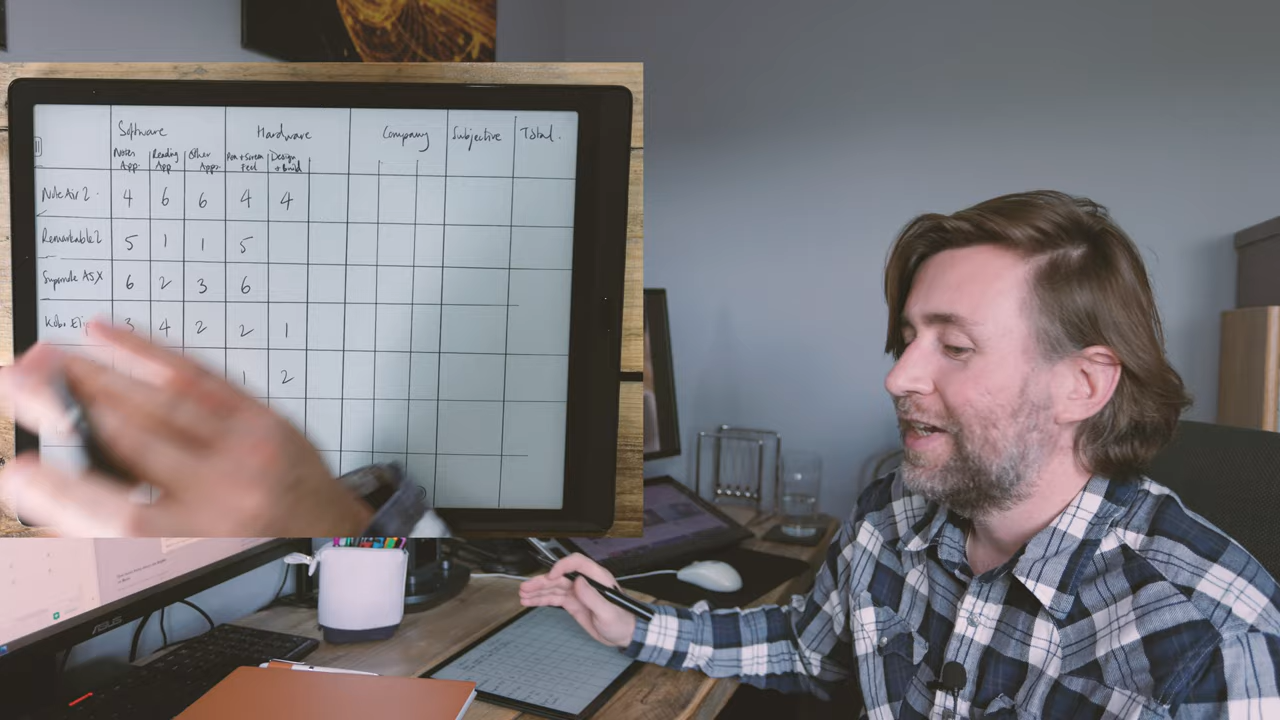 Software Hardware Company Subjective Total.
Notes App. Reading App Other Apps Pen + Screen Feel Design + Build
Note Air 2. 4 6 6 4 4
Remarkable 2 5 1 1 5
Supernote A5X 6 2 3 6
Kobo 3 4 2 2 1
1 2
ASUS